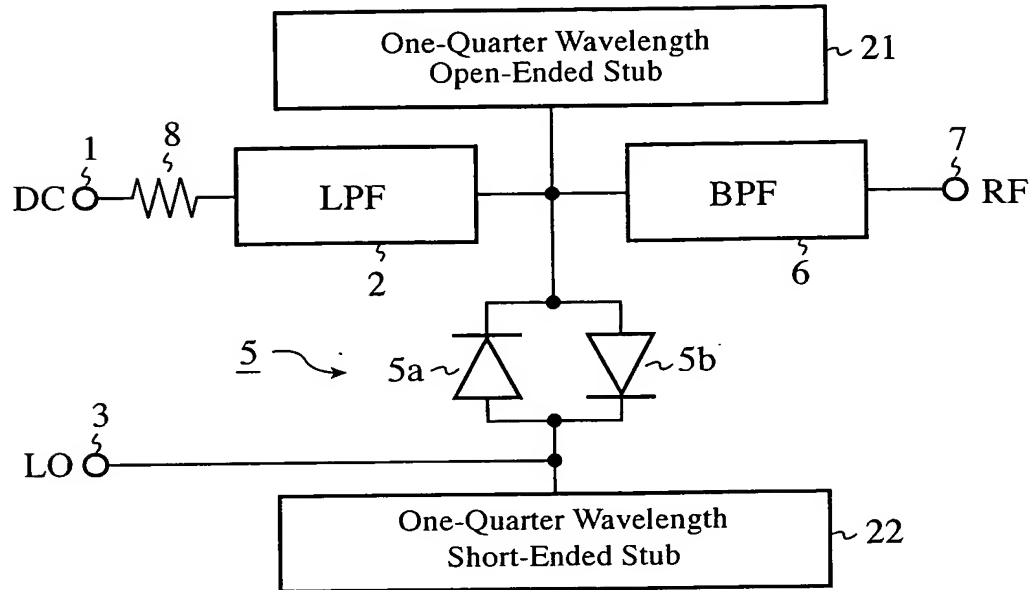 One-Quarter Wavelength
Open-Ended Stub
21
1
8
DC
LPF
2
BPF
6
7
RF
5
5a
5b
3
LO
One-Quarter Wavelength
Short-Ended Stub
22